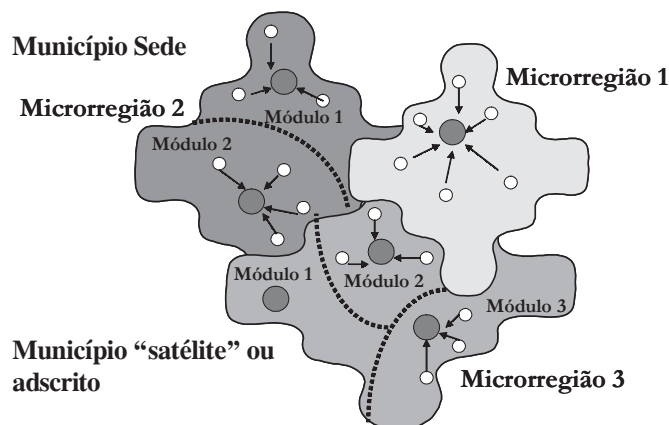 Município Sede
Microrregião 1
Microrregião 2
Módulo 1
Módulo 2
Módulo 1
Módulo 2
Módulo 3
Município “satélite” ou
adscrito
Microrregião 3